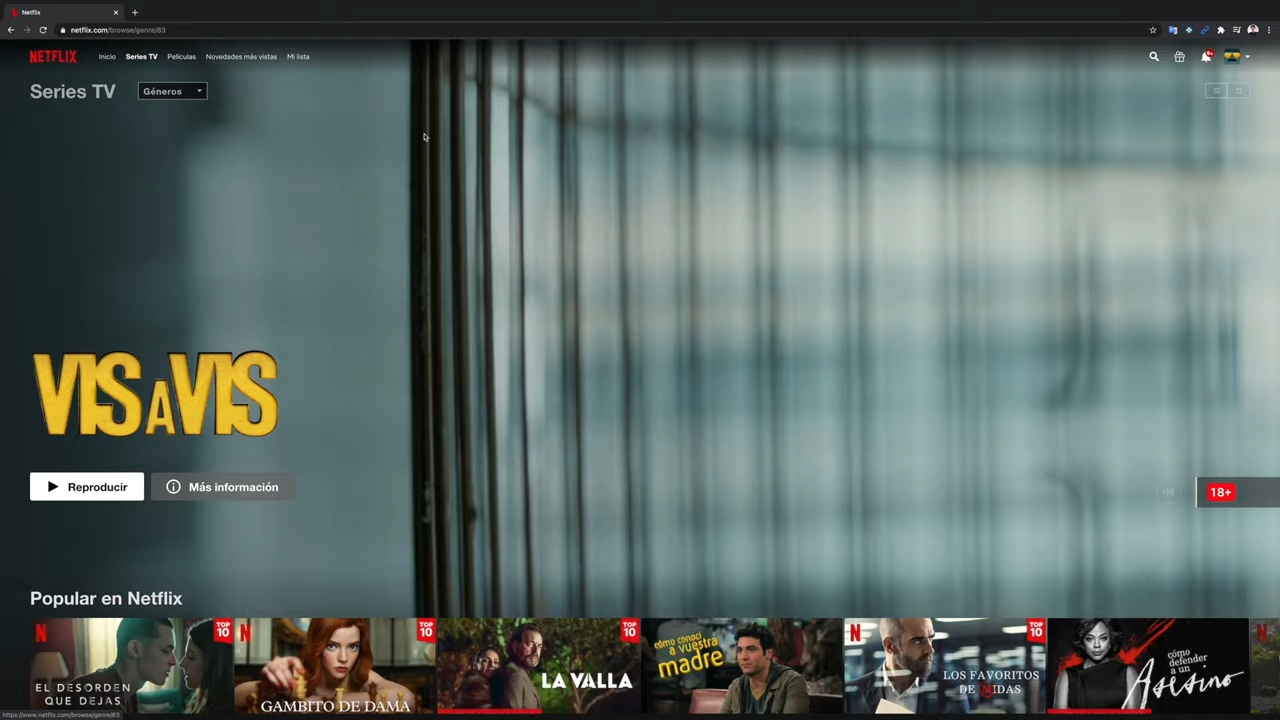 Netflix
netflix.com/browse/genre/83
NETFLIX
Inicio
Series TV
Películas
Novedades más vistas
Mi lista
9+
Series TV
Géneros
VIS A VIS
Reproducir
Más información
18+
Popular en Netflix
N
EL DESORDEN
QUE DEJAS
TOP
10
N
GAMBITO DE DAMA
TOP
10
LA VALLA
TOP
10
cómo conocí
a vuestra
madre
N
LOS FAVORITOS
DE MIDAS
TOP
10
cómo
defender
a un
Asesino
N
https://www.netflix.com/browse/genre/83